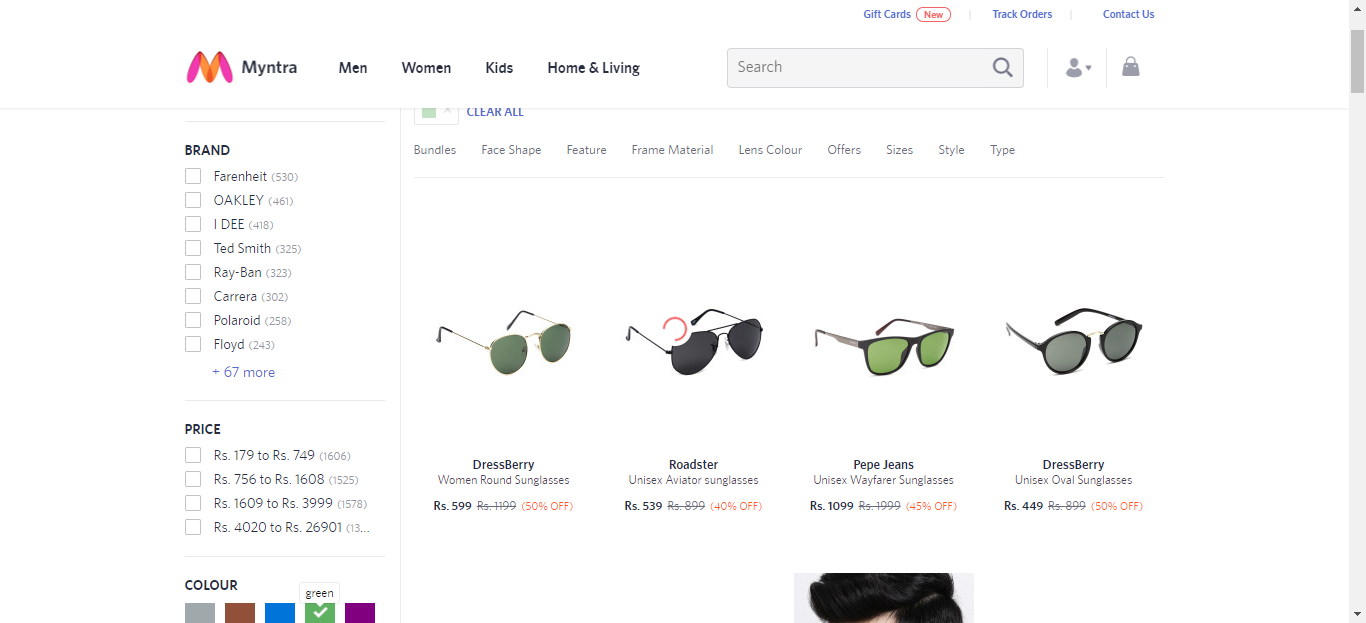 Gift Cards New Track Orders Contact Us
Myntra Men Women Kids Home & Living Search
CLEAR ALL
Bundles Face Shape Feature Frame Material Lens Colour Offers Sizes Style Type
BRAND
Farenheit (530)
OAKLEY (461)
I DEE (418)
Ted Smith (325)
Ray-Ban (323)
Carrera (302)
Polaroid (258)
Floyd (243)
+ 67 more
PRICE
Rs. 179 to Rs. 749 (1606)
Rs. 756 to Rs. 1608 (1525)
Rs. 1609 to Rs. 3999 (1578)
Rs. 4020 to Rs. 26901 (13...
COLOUR
green
DressBerry
Women Round Sunglasses
Rs. 599 Rs. 1199 (50% OFF)
Roadster
Unisex Aviator sunglasses
Rs. 539 Rs. 899 (40% OFF)
Pepe Jeans
Unisex Wayfarer Sunglasses
Rs. 1099 Rs. 1999 (45% OFF)
DressBerry
Unisex Oval Sunglasses
Rs. 449 Rs. 899 (50% OFF)